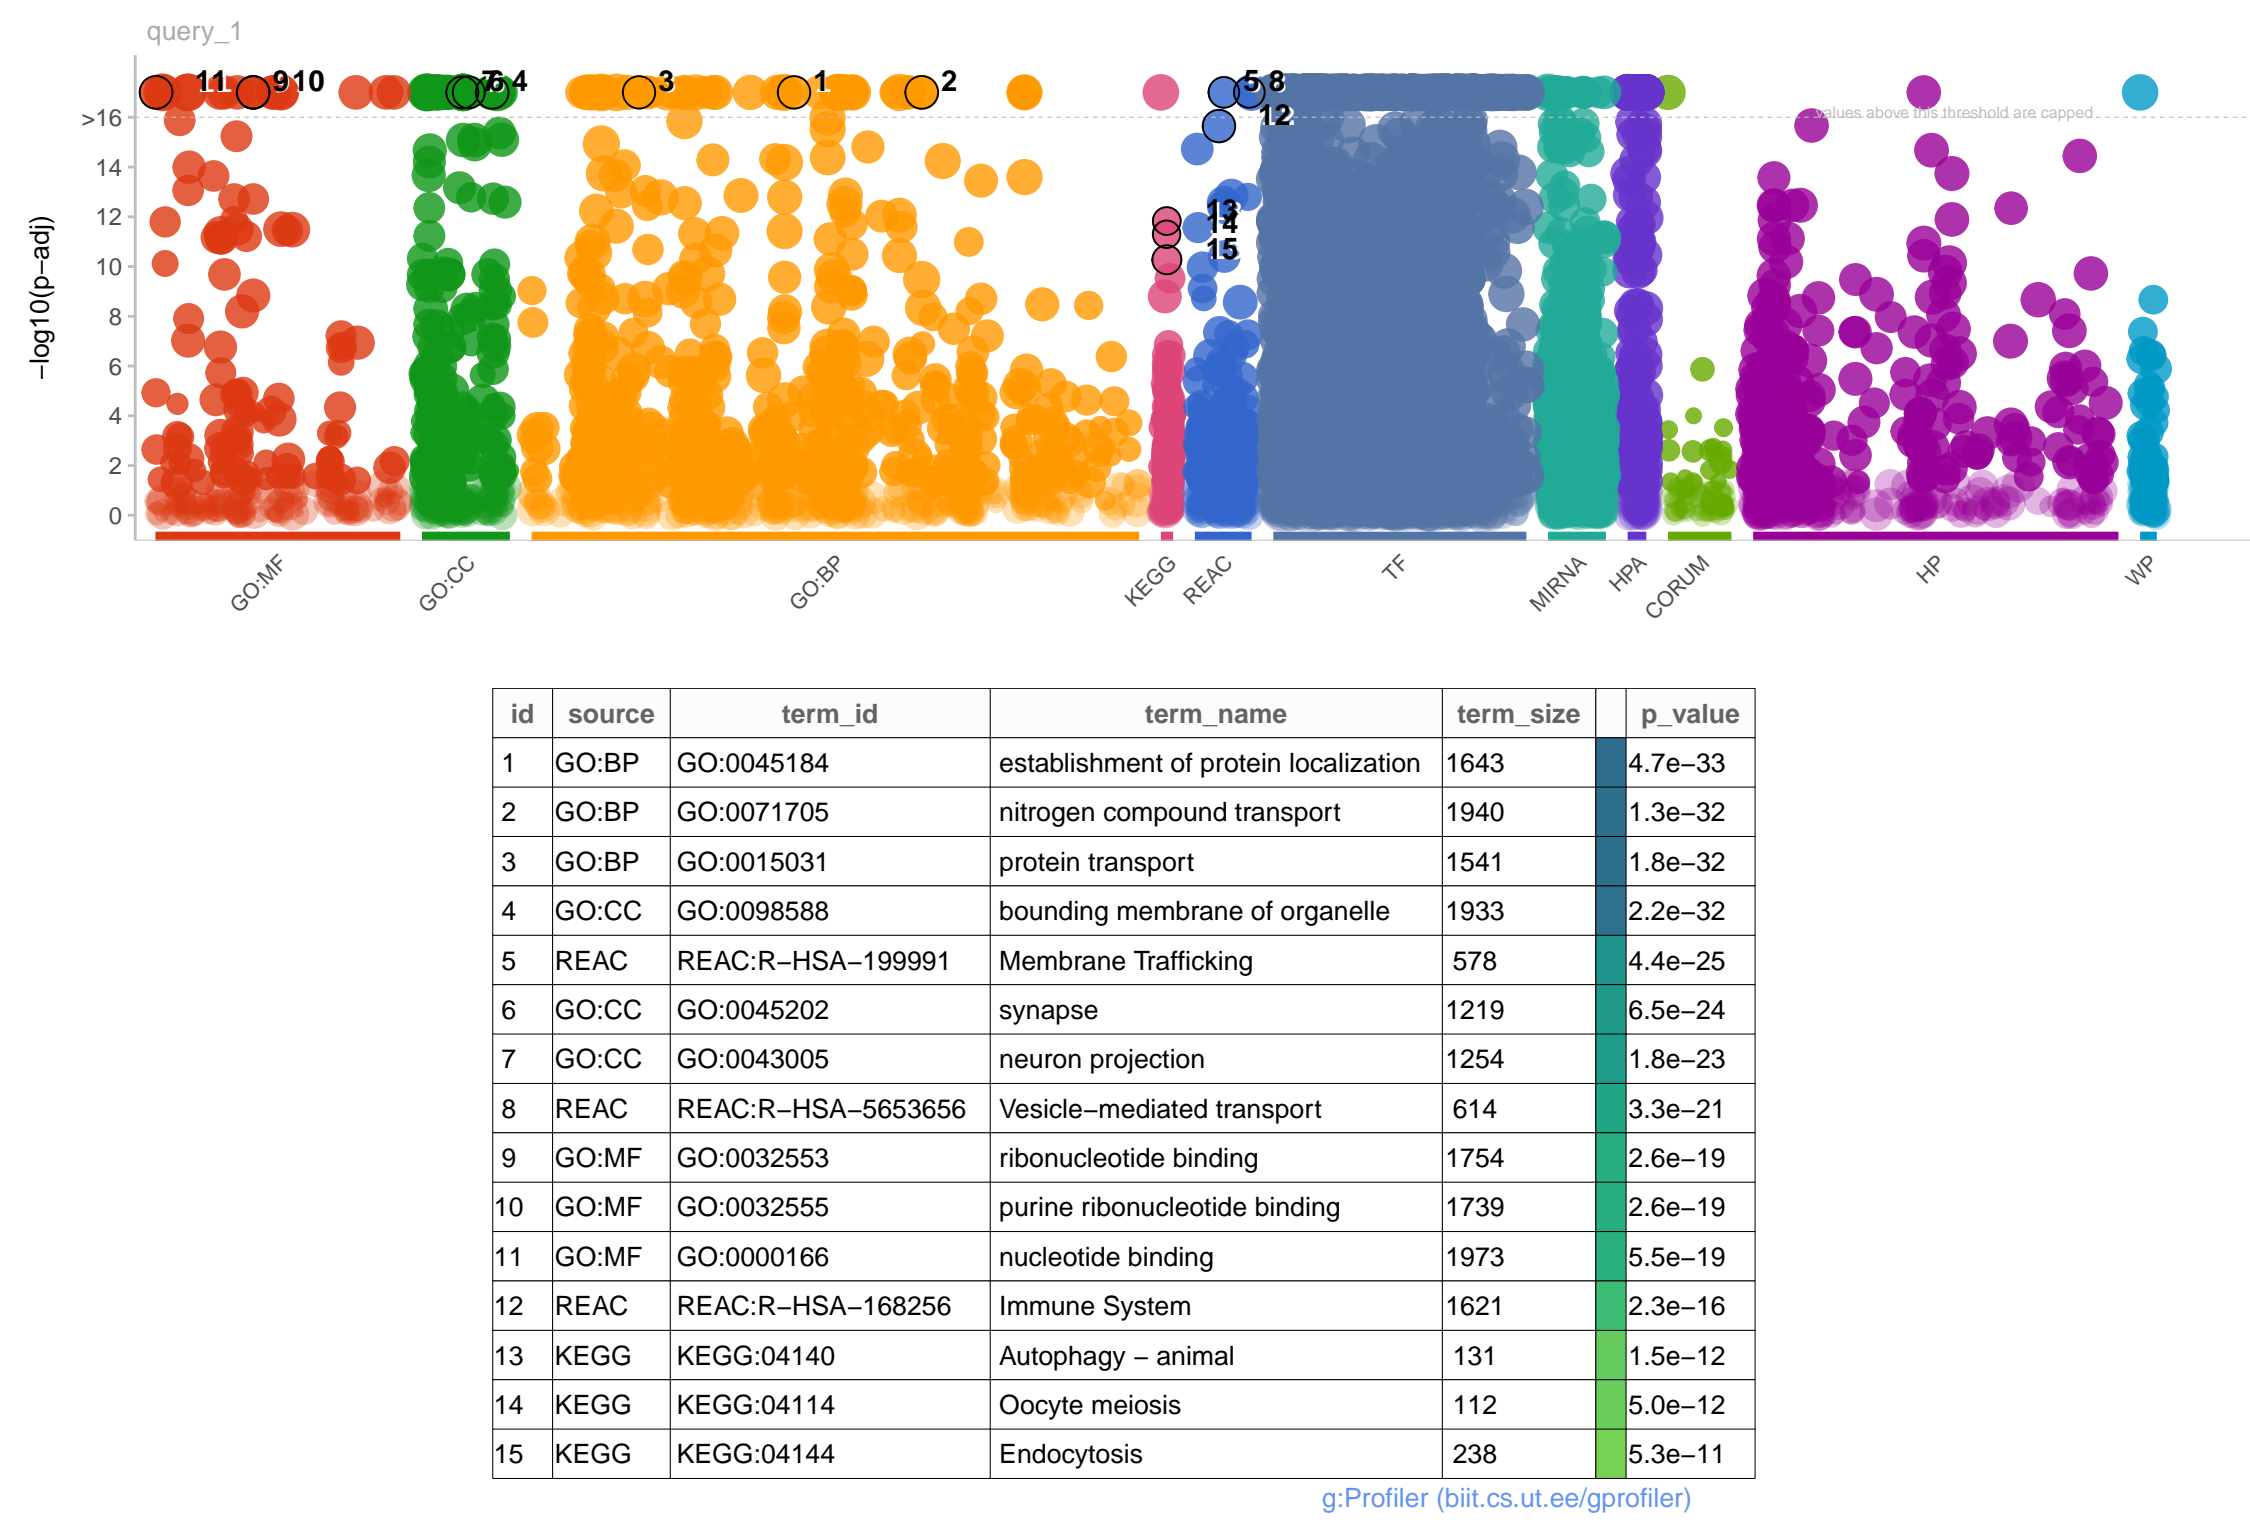 query_1
11 9 10 7 6 4 3 1 2 5 8
12
13
14
15
values above this threshold are capped
>16
14
12
10
8
6
4
2
0
−log10(p−adj)
GO:MF GO:CC GO:BP KEGG REAC TF MIRNA HPA CORUM HP WP
id source term_id term_name term_size p_value
1 GO:BP GO:0045184 establishment of protein localization 1643 4.7e−33
2 GO:BP GO:0071705 nitrogen compound transport 1940 1.3e−32
3 GO:BP GO:0015031 protein transport 1541 1.8e−32
4 GO:CC GO:0098588 bounding membrane of organelle 1933 2.2e−32
5 REAC REAC:R−HSA−199991 Membrane Trafficking 578 4.4e−25
6 GO:CC GO:0045202 synapse 1219 6.5e−24
7 GO:CC GO:0043005 neuron projection 1254 1.8e−23
8 REAC REAC:R−HSA−5653656 Vesicle−mediated transport 614 3.3e−21
9 GO:MF GO:0032553 ribonucleotide binding 1754 2.6e−19
10 GO:MF GO:0032555 purine ribonucleotide binding 1739 2.6e−19
11 GO:MF GO:0000166 nucleotide binding 1973 5.5e−19
12 REAC REAC:R−HSA−168256 Immune System 1621 2.3e−16
13 KEGG KEGG:04140 Autophagy − animal 131 1.5e−12
14 KEGG KEGG:04114 Oocyte meiosis 112 5.0e−12
15 KEGG KEGG:04144 Endocytosis 238 5.3e−11
g:Profiler (biit.cs.ut.ee/gprofiler)